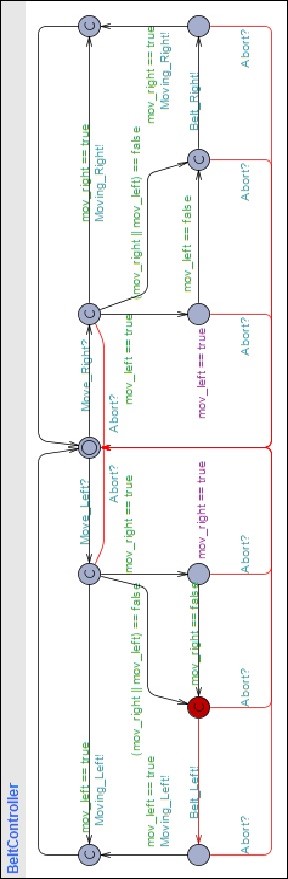 BeltController
mov_left == true
Moving_Left!
Move_Left?
Move_Right?
mov_right == true
Moving_Right!
Abort?
Abort?
mov_right == true
mov_left == true
(mov_right || mov_left) == false
(mov_right || mov_left) == false
mov_left == true
Moving_Left!
mov_right == true
Moving_Right!
Belt_Left!
mov_right == false
mov_left == false
Belt_Right!
mov_right == true
mov_left == true
Abort?
Abort?
Abort?
Abort?
Abort?
Abort?
C
C
C
C
C
C